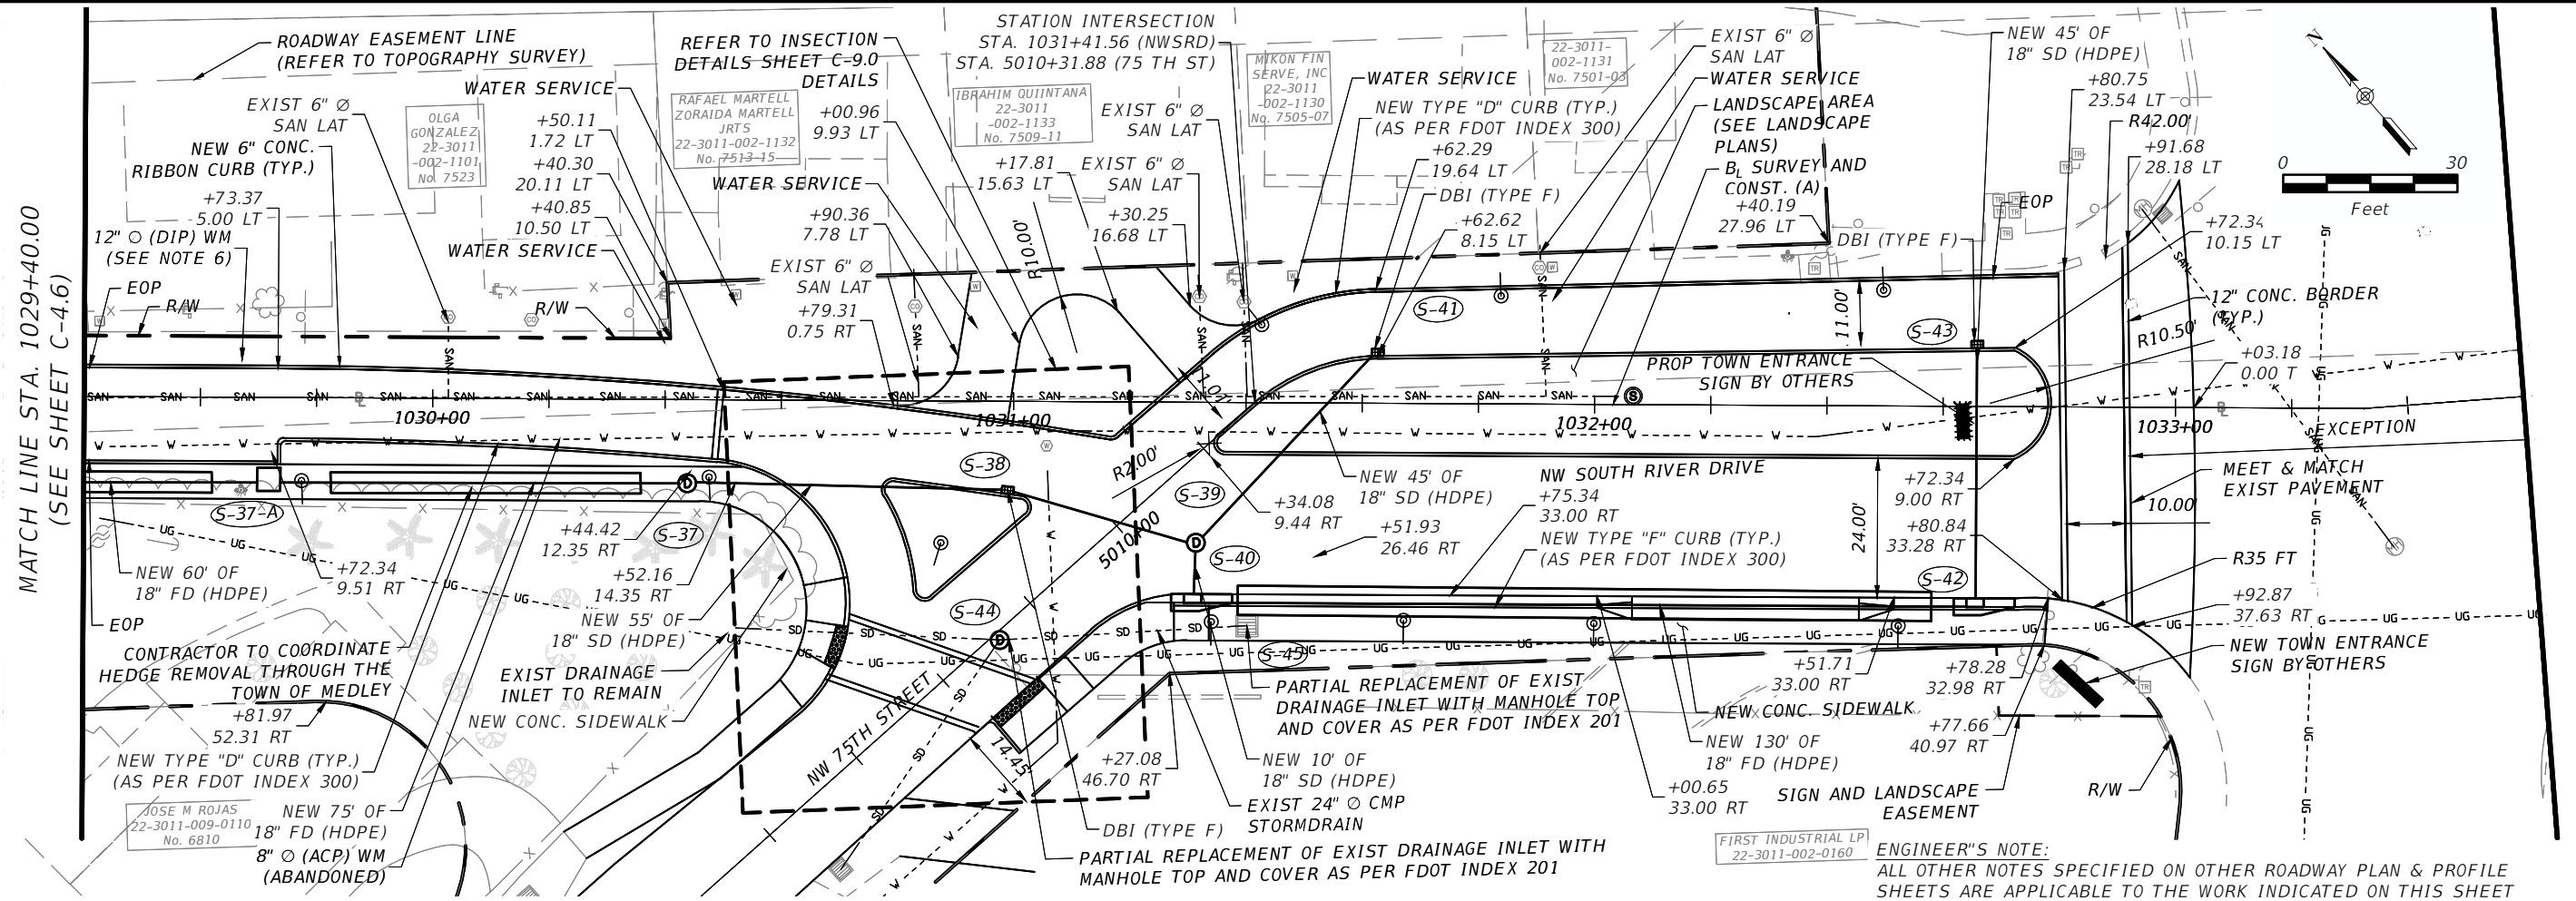 ROADWAY EASEMENT LINE
(REFER TO TOPOGRAPHY SURVEY)
EXIST 6" Ø
SAN LAT
NEW 6" CONC.
RIBBON CURB (TYP.)
+73.37
5.00 LT
12" ∅ (DIP) WM
(SEE NOTE 6)
EOP
R/W
MATCH LINE STA. 1029+40.00
(SEE SHEET C-4.6)
OLGA
GONZALEZ
22-3011
-002-1101
No. 7523
WATER SERVICE
+50.11
1.72 LT
+40.30
20.11 LT
+40.85
10.50 LT
WATER SERVICE
R/W
REFER TO INSECTION
DETAILS SHEET C-9.0
DETAILS
RAFAEL MARTELL
ZORAIDA MARTELL
JRTS
22-3011-002-1132
No. 7513-15
+00.96
9.93 LT
WATER SERVICE
+90.36
7.78 LT
EXIST 6" Ø
SAN LAT
+79.31
0.75 RT
STATION INTERSECTION
STA. 1031+41.56 (NWSRD)
STA. 5010+31.88 (75 TH ST)
IBRAHIM QUIINTANA
22-3011
-002-1133
No. 7509-11
EXIST 6" Ø
SAN LAT
+17.81
15.63 LT
EXIST 6" Ø
SAN LAT
R10.00'
+30.25
16.68 LT
MIKON FIN
SERVE, INC
22-3011
-002-1130
No. 7505-07
WATER SERVICE
NEW TYPE "D" CURB (TYP.)
(AS PER FDOT INDEX 300)
+62.29
19.64 LT
DBI (TYPE F)
+62.62
8.15 LT
22-3011-
002-1131
No. 7501-03
EXIST 6" Ø
SAN LAT
WATER SERVICE
LANDSCAPE AREA
(SEE LANDSCAPE
PLANS)
BL SURVEY AND
CONST. (A)
+40.19
27.96 LT
DBI (TYPE F)
NEW 45' OF
18" SD (HDPE)
+80.75
23.54 LT
R42.00'
+91.68
28.18 LT
EOP
N
0 30
Feet
+72.34
10.15 LT
12" CONC. BORDER
(TYP.)
R10.50'
+03.18
0.00 T
S-41
S-43
11.00'
PROP TOWN ENTRANCE
SIGN BY OTHERS
1030+00
1031+00
1032+00
1033+00
EXCEPTION
MEET & MATCH
EXIST PAVEMENT
10.00'
S-37-A
S-37
S-38
S-39
S-40
S-42
S-44
S-45
R2.00'
+34.08
9.44 RT
NEW 45' OF
18" SD (HDPE)
NW SOUTH RIVER DRIVE
+75.34
33.00 RT
+51.93
26.46 RT
NEW TYPE "F" CURB (TYP.)
(AS PER FDOT INDEX 300)
24.00'
+72.34
9.00 RT
+80.84
33.28 RT
R35 FT
+92.87
37.63 RT
NEW TOWN ENTRANCE
SIGN BY OTHERS
+44.42
12.35 RT
+52.16
14.35 RT
NEW 55' OF
18" SD (HDPE)
EXIST DRAINAGE
INLET TO REMAIN
NEW CONC. SIDEWALK
NEW 60' OF
18" FD (HDPE)
+72.34
9.51 RT
EOP
CONTRACTOR TO COORDINATE
HEDGE REMOVAL THROUGH THE
TOWN OF MEDLEY
+81.97
52.31 RT
NEW TYPE "D" CURB (TYP.)
(AS PER FDOT INDEX 300)
JOSE M ROJAS
22-3011-009-0110
No. 6810
NEW 75' OF
18" FD (HDPE)
8" ∅ (ACP) WM
(ABANDONED)
5010+00
NW 75TH STREET
14.45'
+27.08
46.70 RT
DBI (TYPE F)
PARTIAL REPLACEMENT OF EXIST
DRAINAGE INLET WITH MANHOLE TOP
AND COVER AS PER FDOT INDEX 201
NEW 10' OF
18" SD (HDPE)
EXIST 24" ∅ CMP
STORMDRAIN
PARTIAL REPLACEMENT OF EXIST DRAINAGE INLET WITH
MANHOLE TOP AND COVER AS PER FDOT INDEX 201
+51.71
33.00 RT
NEW CONC. SIDEWALK
NEW 130' OF
18" FD (HDPE)
+00.65
33.00 RT
+78.28
32.98 RT
+77.66
40.97 RT
SIGN AND LANDSCAPE
EASEMENT
R/W
FIRST INDUSTRIAL LP
22-3011-002-0160
ENGINEER"S NOTE:
ALL OTHER NOTES SPECIFIED ON OTHER ROADWAY PLAN & PROFILE
SHEETS ARE APPLICABLE TO THE WORK INDICATED ON THIS SHEET